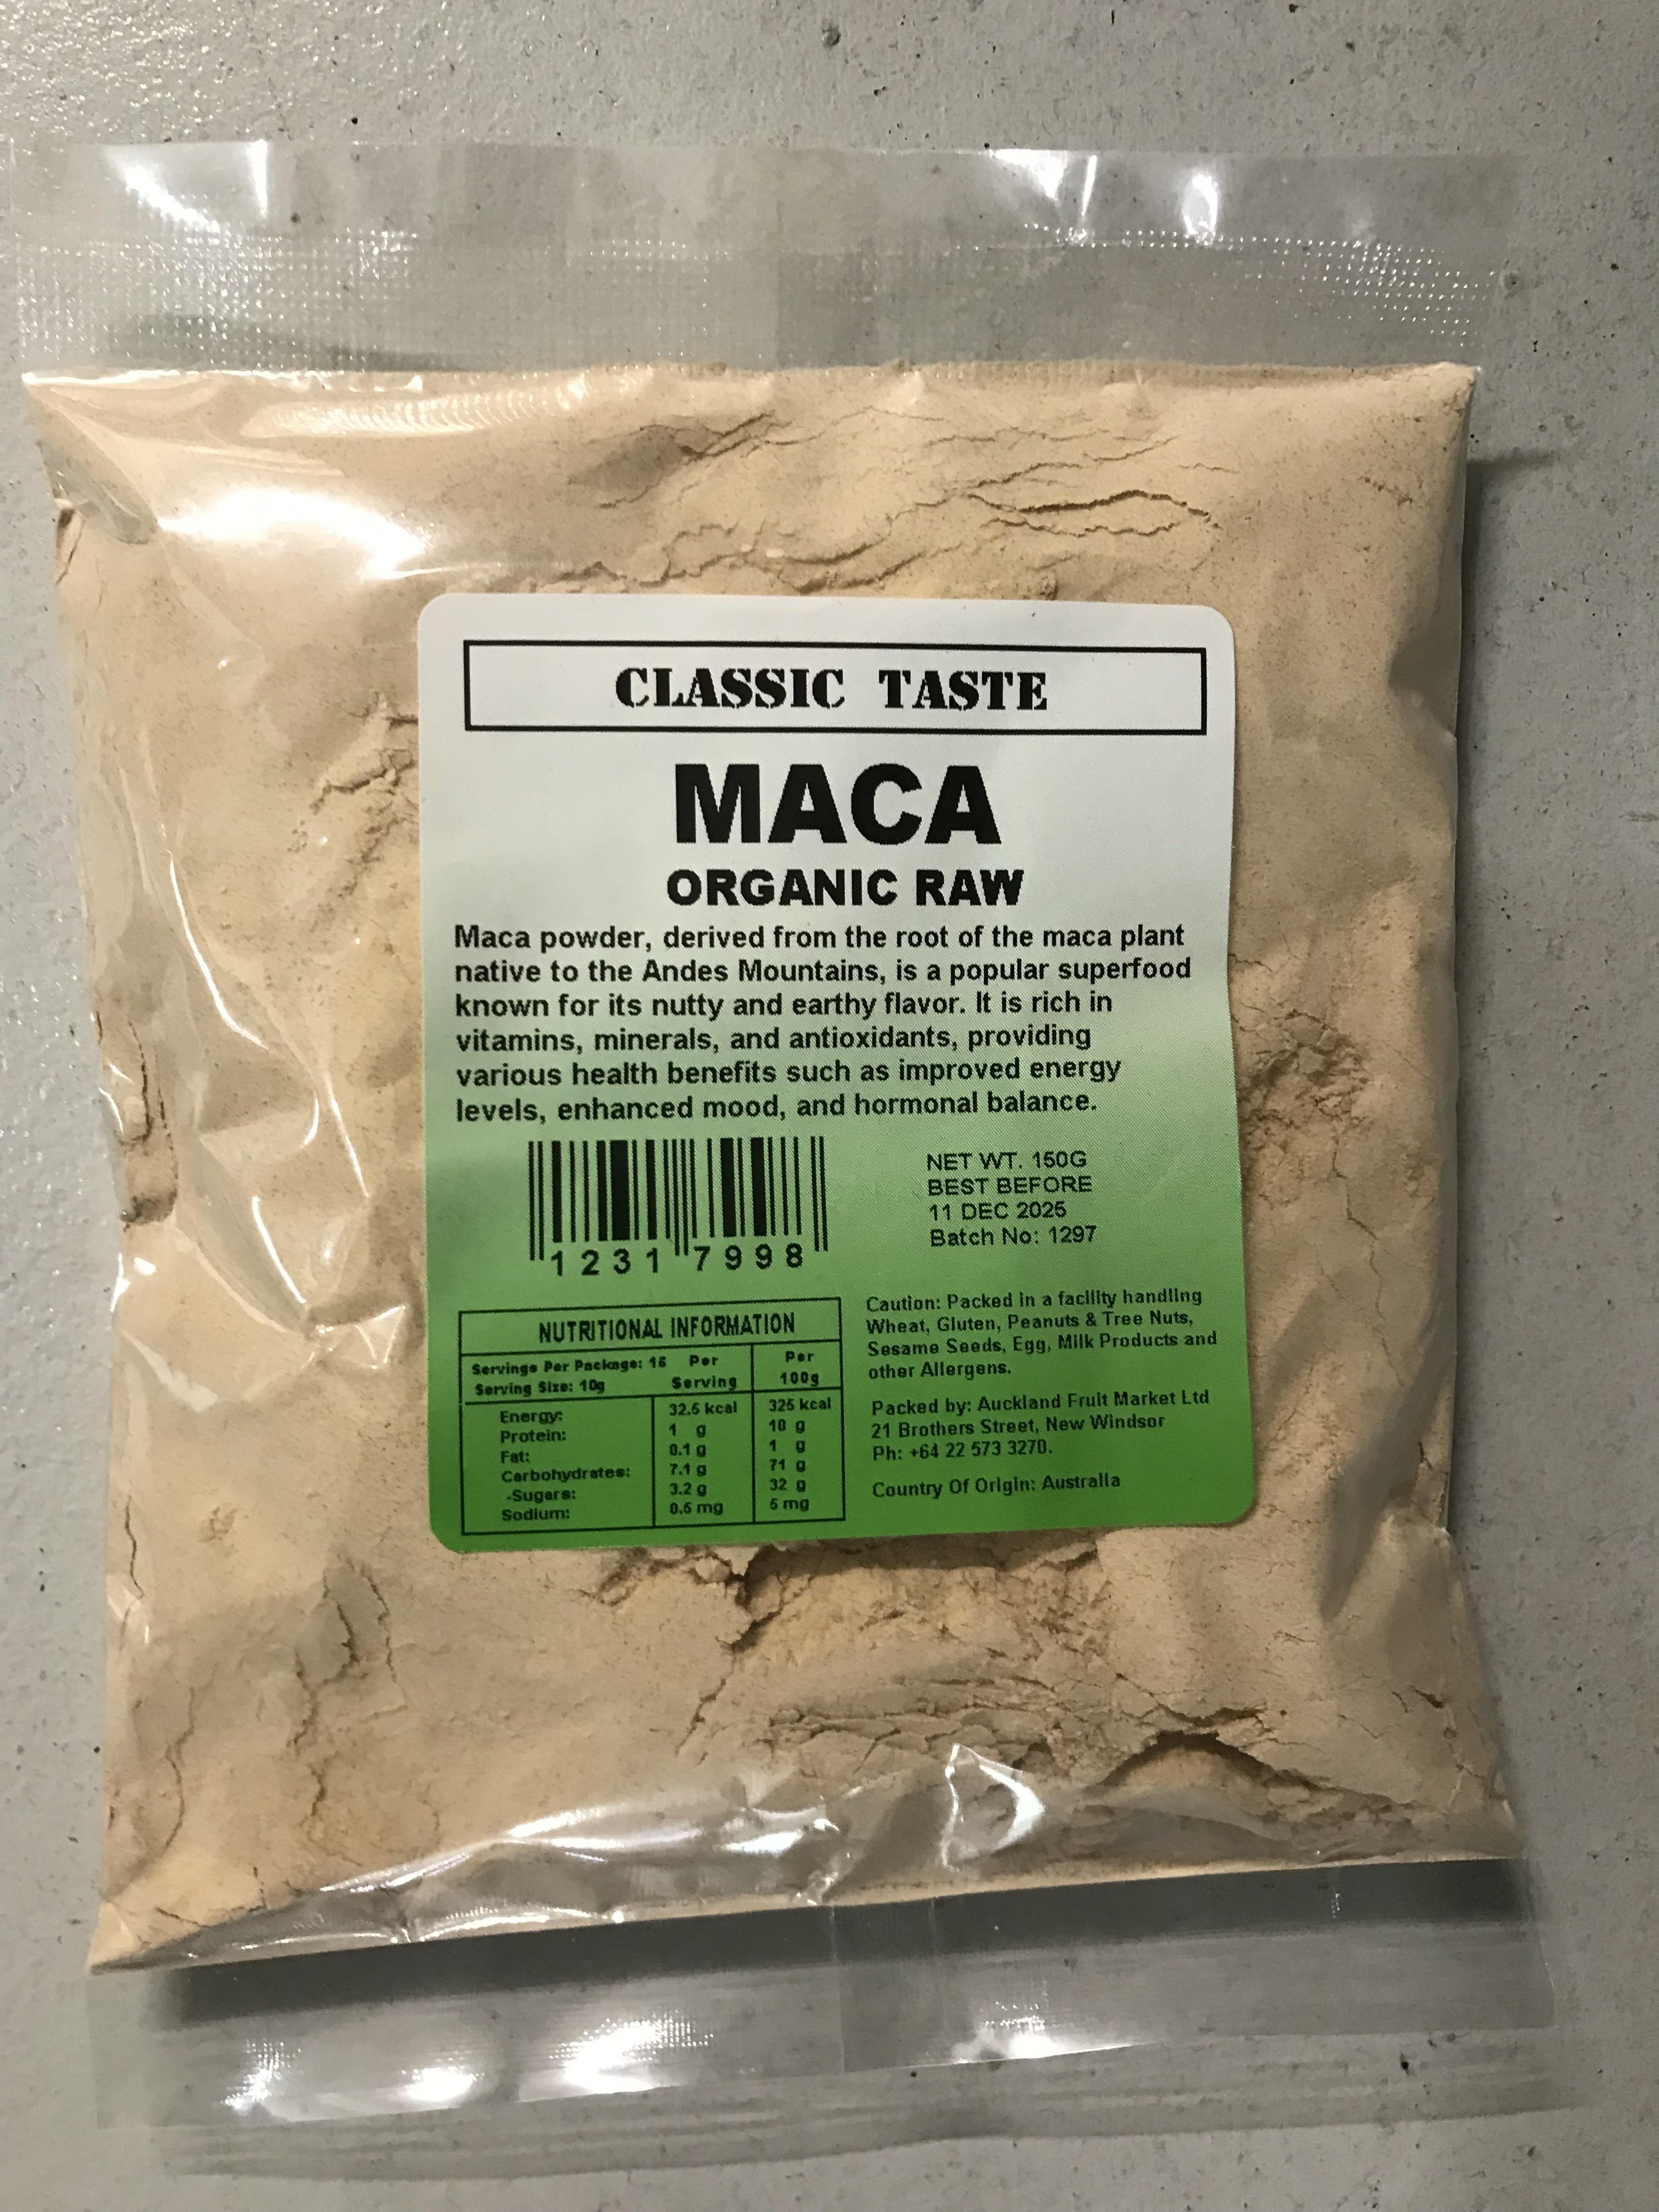 CLASSIC TASTE
MACA
ORGANIC RAW
Maca powder, derived from the root of the maca plant
native to the Andes Mountains, is a popular superfood
known for its nutty and earthy flavor. It is rich in
vitamins, minerals, and antioxidants, providing
various health benefits such as improved energy
levels, enhanced mood, and hormonal balance.
1231 7998
NET WT. 150G
BEST BEFORE
11 DEC 2025
Batch No: 1297
NUTRITIONAL INFORMATION
Servings Per Package: 15 Per Per
Serving Size: 10g Serving 100g
Energy: 32.5 kcal 325 kcal
Protein: 1 g 10 g
Fat: 0.1 g 1 g
Carbohydrates: 7.1 g 71 g
-Sugars: 3.2 g 32 g
Sodium: 0.5 mg 5 mg
Caution: Packed in a facility handling
Wheat, Gluten, Peanuts & Tree Nuts,
Sesame Seeds, Egg, Milk Products and
other Allergens.
Packed by: Auckland Fruit Market Ltd
21 Brothers Street, New Windsor
Ph: +64 22 573 3270.
Country Of Origin: Australia